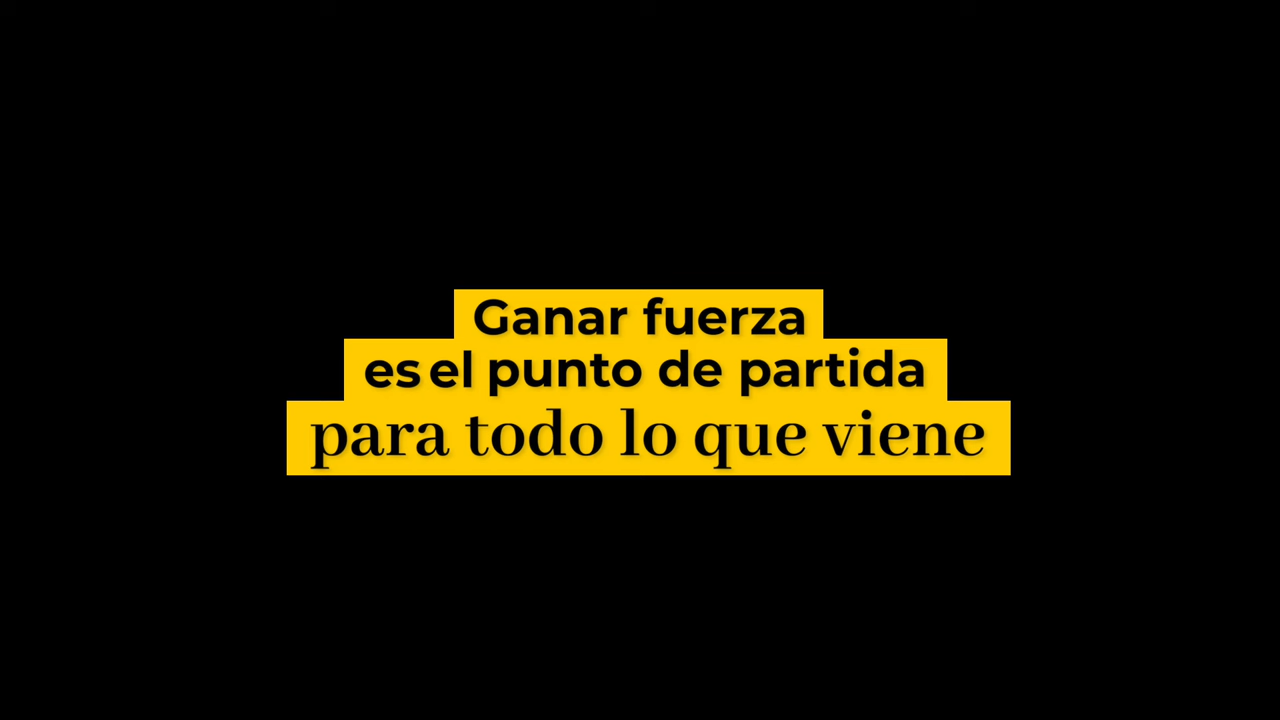 Ganar fuerza
es el punto de partida
para todo lo que viene